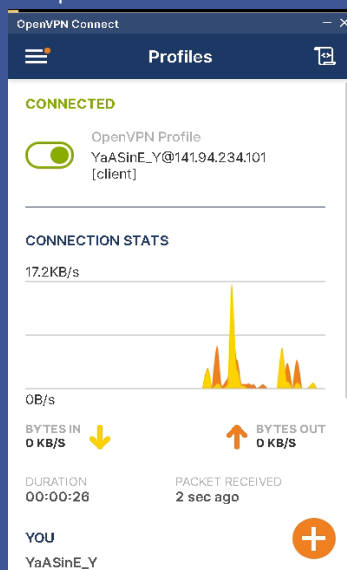 OpenVPN Connect
Profiles
CONNECTED
OpenVPN Profile
YaASinE_Y@141.94.234.101
[client]
CONNECTION STATS
17.2KB/s
0B/s
BYTES IN
0 KB/S
BYTES OUT
0 KB/S
DURATION
00:00:26
PACKET RECEIVED
2 sec ago
YOU
YaASinE_Y